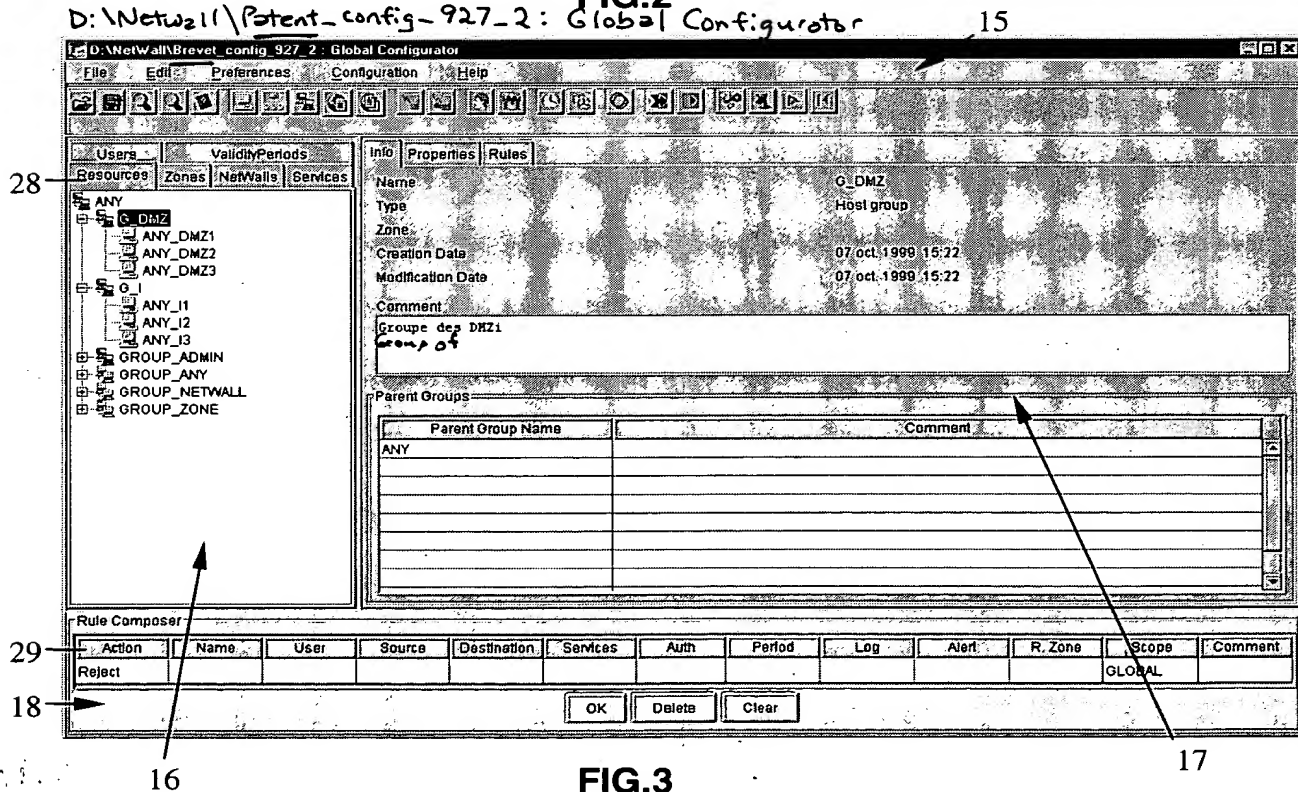 FIG.2
D:\Netwall\Patent_config_927_2: Global Configurator
15
D:\NetWall\Brevet_config_927_2 : Global Configurator
File Edit Preferences Configuration Help
Users ValidityPeriods
Resources Zones NetWalls Services
28
ANY
G_DMZ
ANY_DMZ1
ANY_DMZ2
ANY_DMZ3
G_I
ANY_I1
ANY_I2
ANY_I3
GROUP_ADMIN
GROUP_ANY
GROUP_NETWALL
GROUP_ZONE
Info Properties Rules
Name G_DMZ
Type Host group
Zone
Creation Date 07 oct. 1999 15:22
Modification Date 07 oct. 1999 15:22
Comment
Groupe des DMZi
Group of
Parent Groups
Parent Group Name Comment
ANY
Rule Composer
29
Action Name User Source Destination Services Auth Period Log Alert R. Zone Scope Comment
Reject GLOBAL
18
OK Delete Clear
16
17
FIG.3